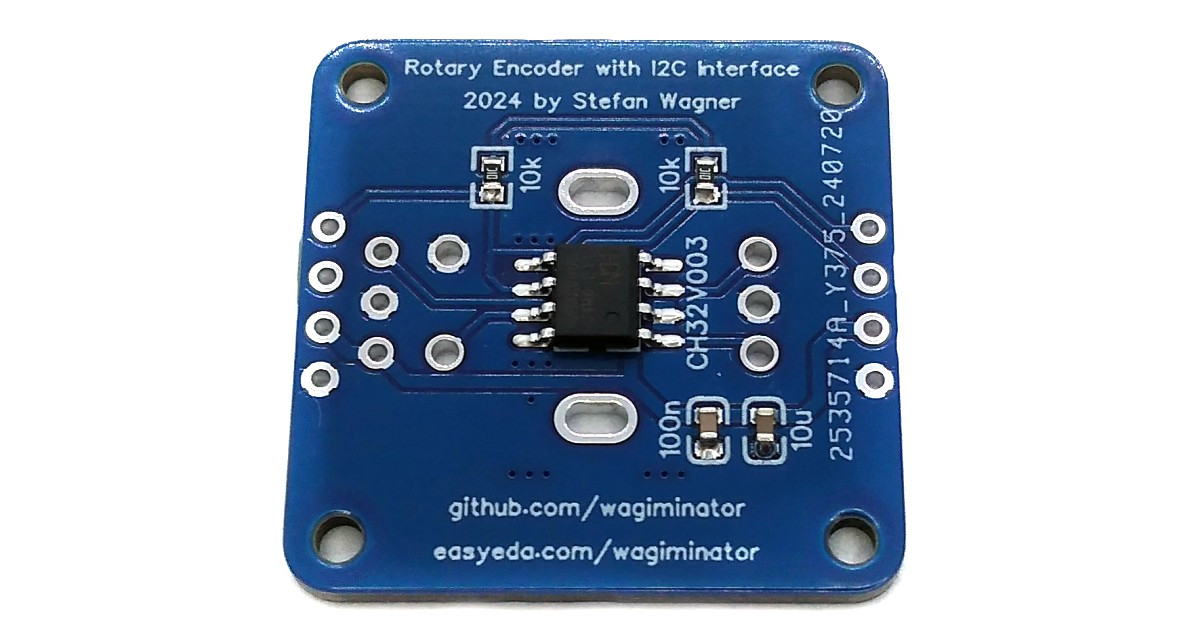 Rotary Encoder with I2C Interface
2024 by Stefan Wagner
10k
10k
CH32V003
2535714A_Y375_240720
100n
10u
github.com/wagiminator
easyeda.com/wagiminator